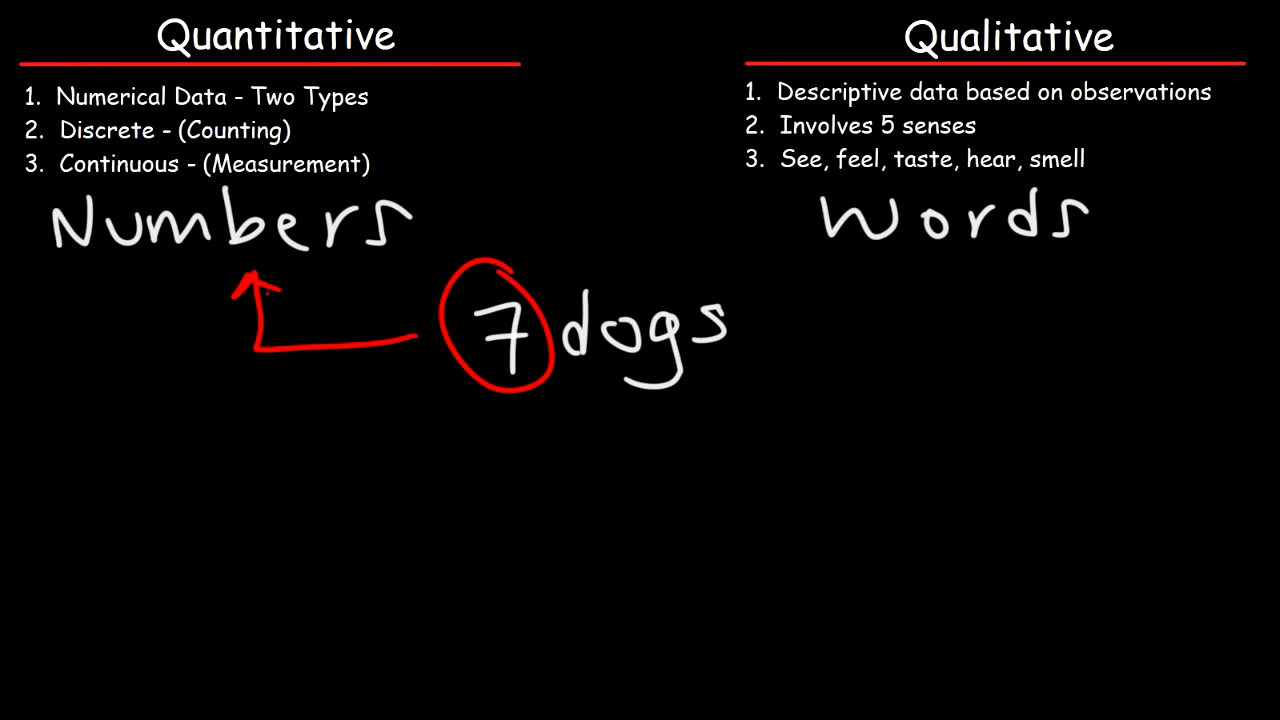 Quantitative
1. Numerical Data - Two Types
2. Discrete - (Counting)
3. Continuous - (Measurement)
Numbers
Qualitative
1. Descriptive data based on observations
2. Involves 5 senses
3. See, feel, taste, hear, smell
Words
7 dogs